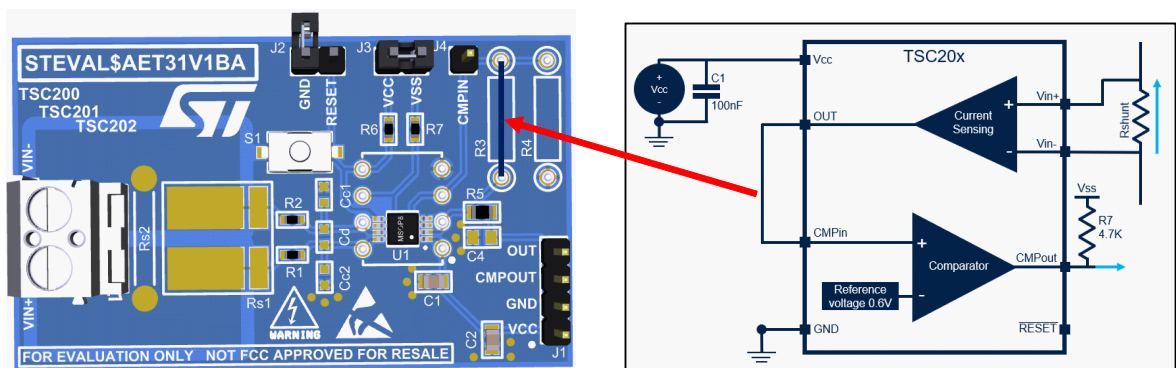 J2
J3
J4
STEVAL$AET31V1BA
TSC200
TSC201
TSC202
GND
RESET
VCC
VSS
CMPIN
R6
R7
R3
R4
S1
VIN-
Cc1
R5
R2
Rs2
Cd
MSOP8
U1
C4
OUT
R1
Cc2
CMPOUT
Rs1
C1
GND
VIN+
WARNING
C2
VCC
J1
FOR EVALUATION ONLY NOT FCC APPROVED FOR RESALE
TSC20x
Vcc
+
Vcc
-
C1
100nF
Vin+
OUT
+
Current
Sensing
-
Vin-
Rshunt
Vss
R7
4.7K
CMPin
+
Comparator
-
CMPout
Reference
voltage 0.6V
GND
RESET